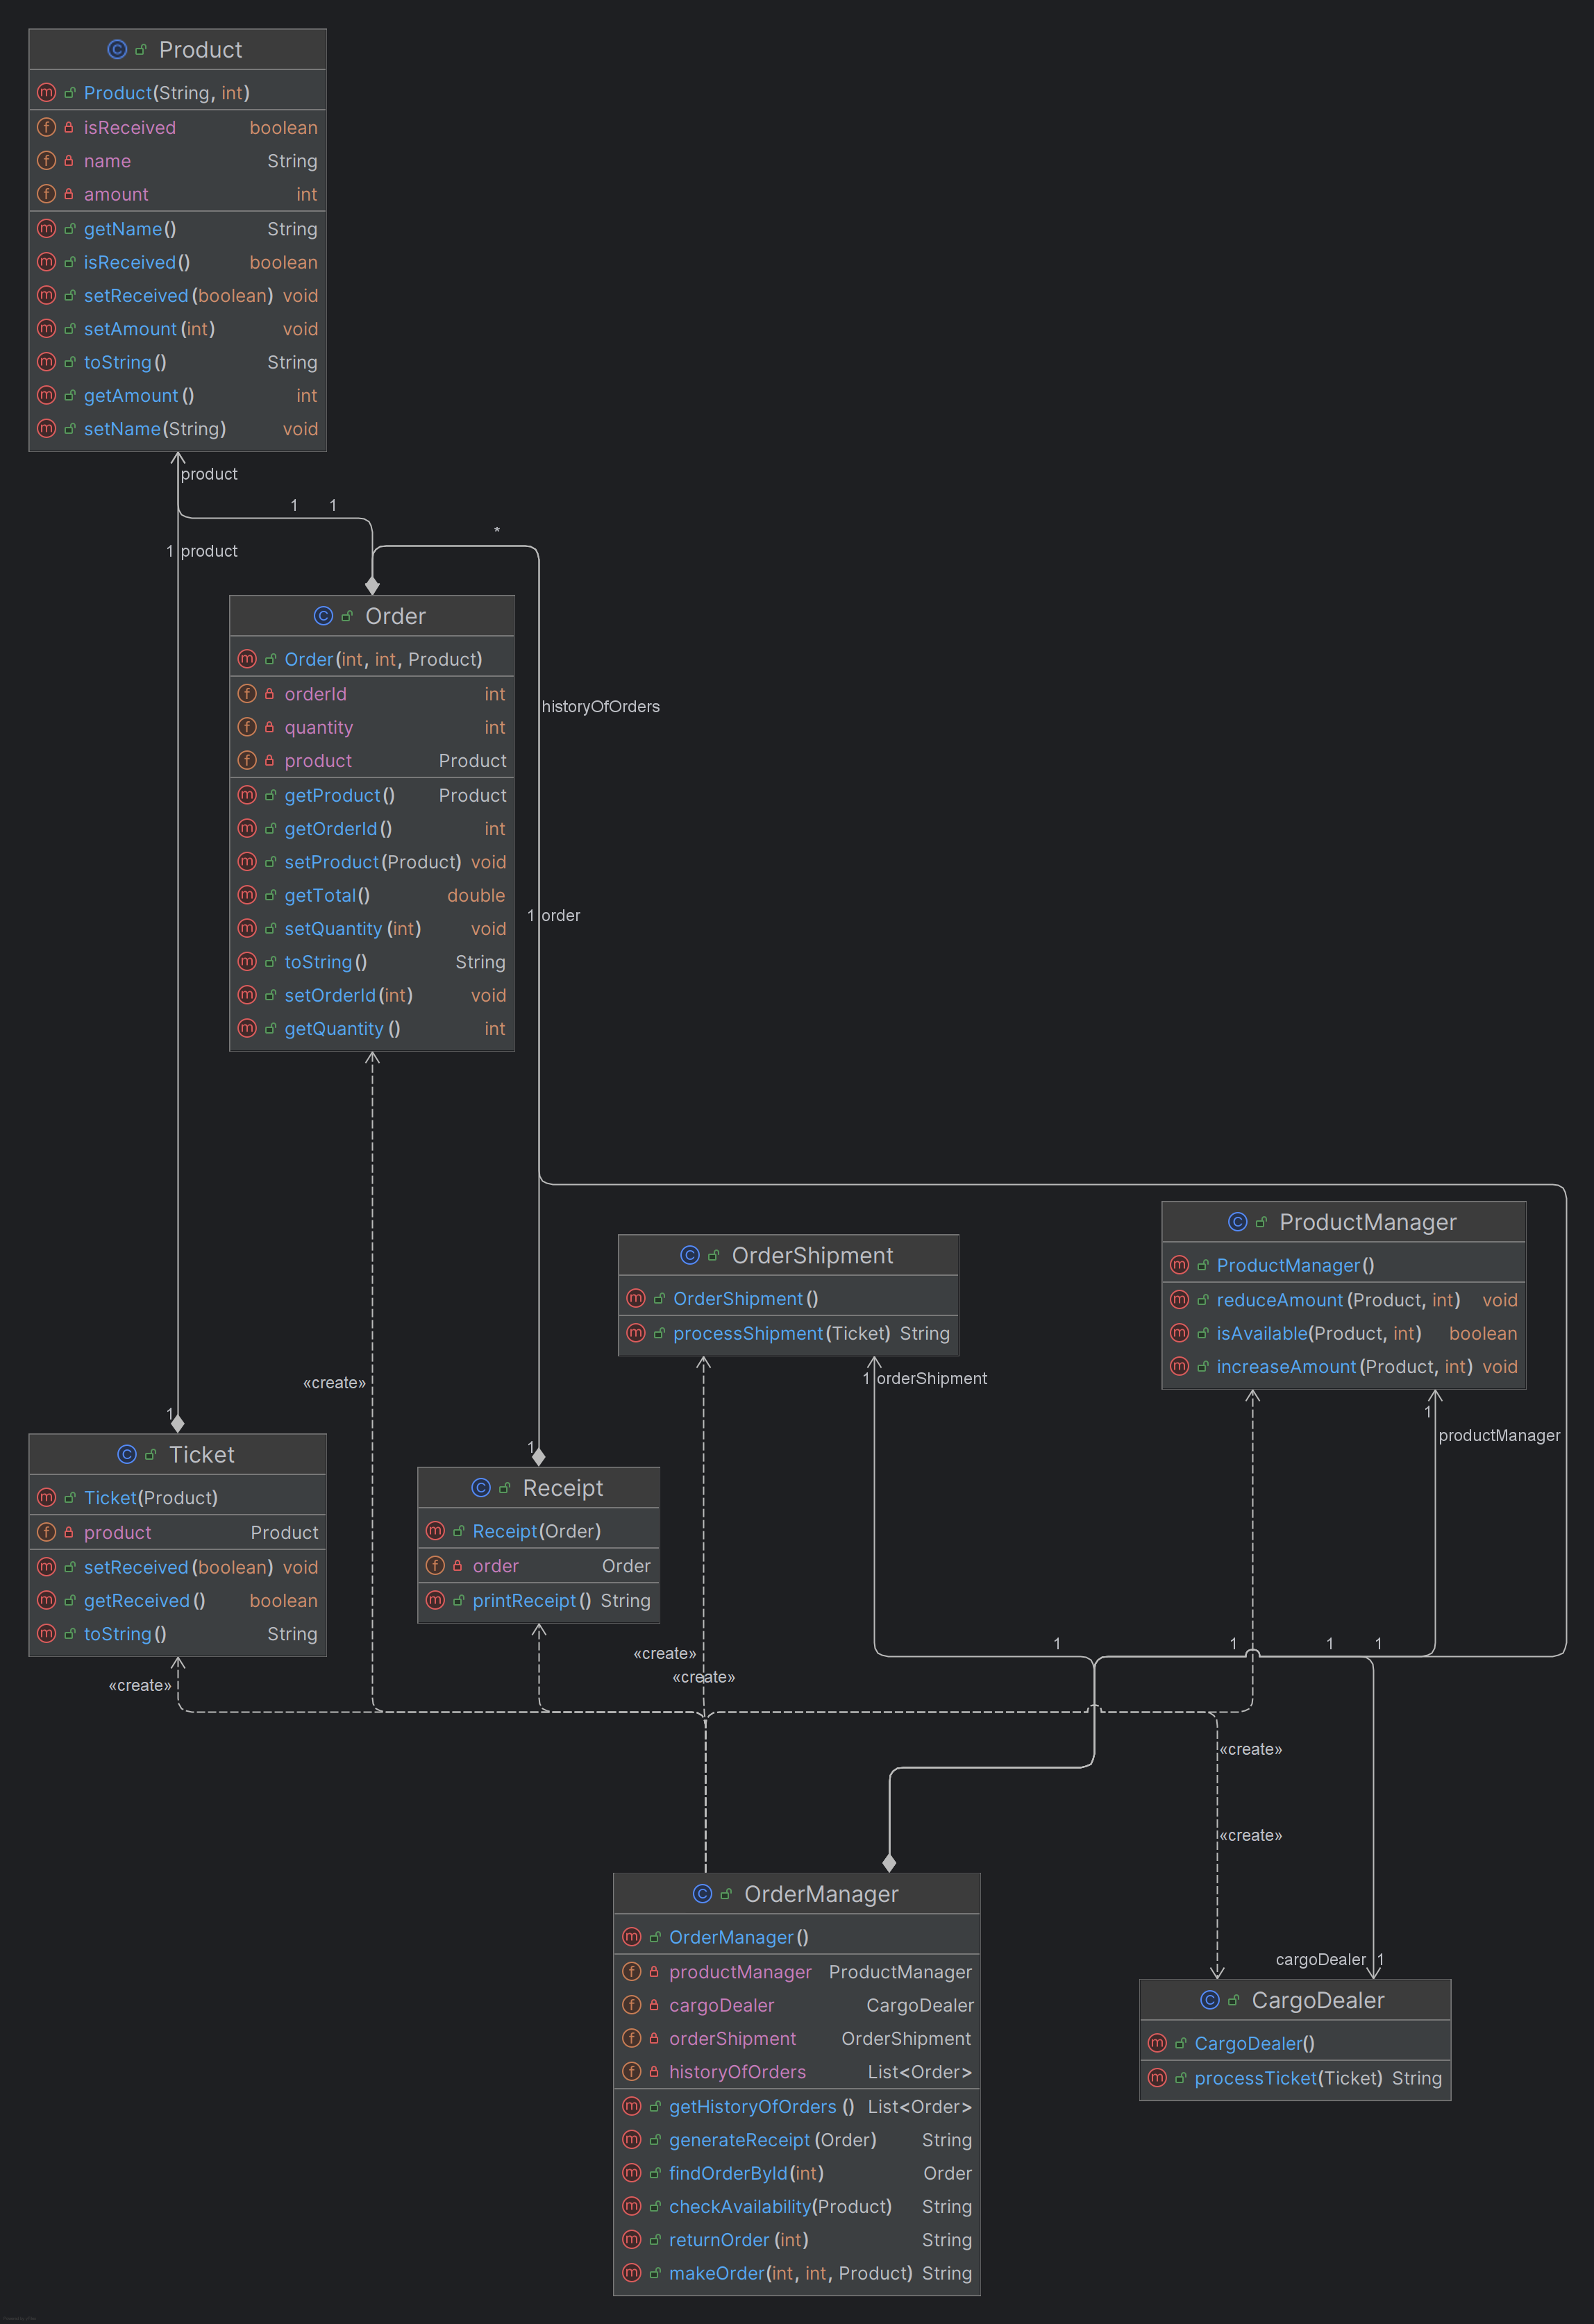 Product
Product(String, int)
isReceived boolean
name String
amount int
getName() String
isReceived() boolean
setReceived(boolean) void
setAmount(int) void
toString() String
getAmount() int
setName(String) void
product
1 1
*
1 product
Order
Order(int, int, Product)
orderId int
quantity int
product Product
getProduct() Product
getOrderId() int
setProduct(Product) void
getTotal() double
setQuantity(int) void
toString() String
setOrderId(int) void
getQuantity() int
historyOfOrders
1 order
ProductManager
ProductManager()
reduceAmount(Product, int) void
isAvailable(Product, int) boolean
increaseAmount(Product, int) void
OrderShipment
OrderShipment()
processShipment(Ticket) String
1 orderShipment
«create»
1
productManager
1
Ticket
Ticket(Product)
product Product
setReceived(boolean) void
getReceived() boolean
toString() String
1
Receipt
Receipt(Order)
order Order
printReceipt() String
1 1 1 1
«create»
«create»
«create»
«create»
«create»
OrderManager
OrderManager()
productManager ProductManager
cargoDealer CargoDealer
orderShipment OrderShipment
historyOfOrders List<Order>
getHistoryOfOrders() List<Order>
generateReceipt(Order) String
findOrderById(int) Order
checkAvailability(Product) String
returnOrder(int) String
makeOrder(int, int, Product) String
cargoDealer 1
CargoDealer
CargoDealer()
processTicket(Ticket) String